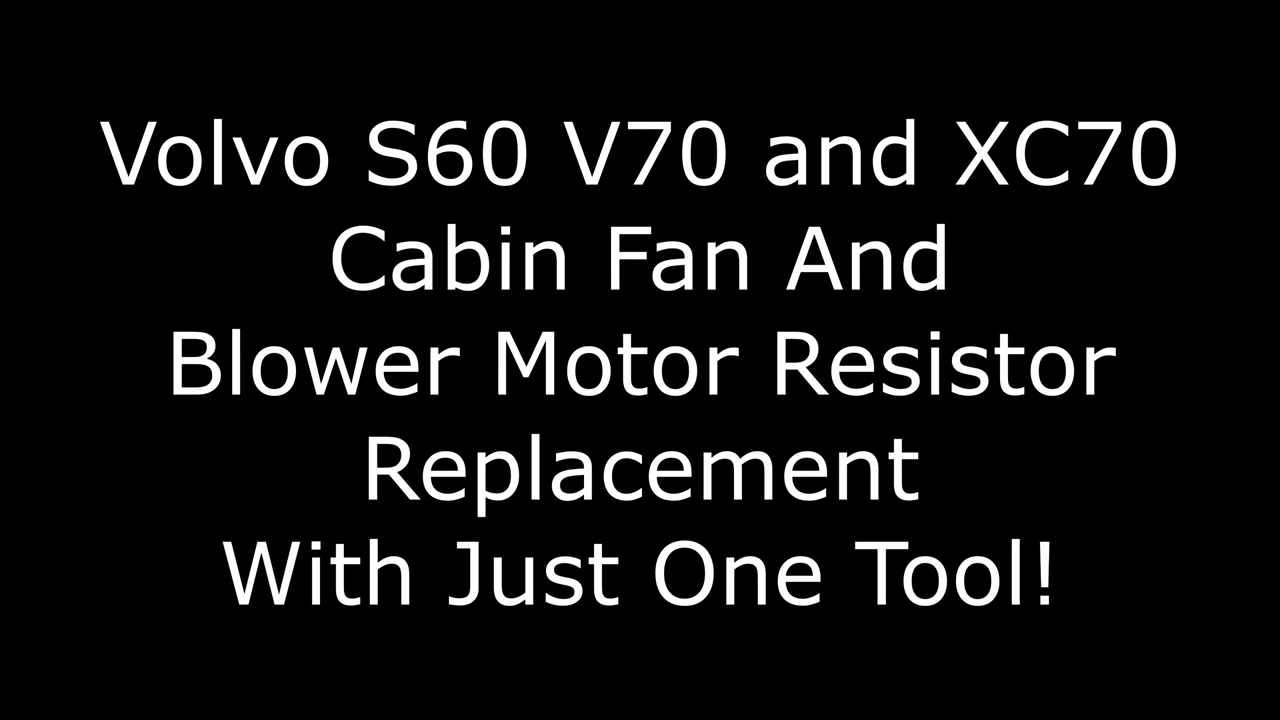 Volvo S60 V70 and XC70
Cabin Fan And
Blower Motor Resistor
Replacement
With Just One Tool!